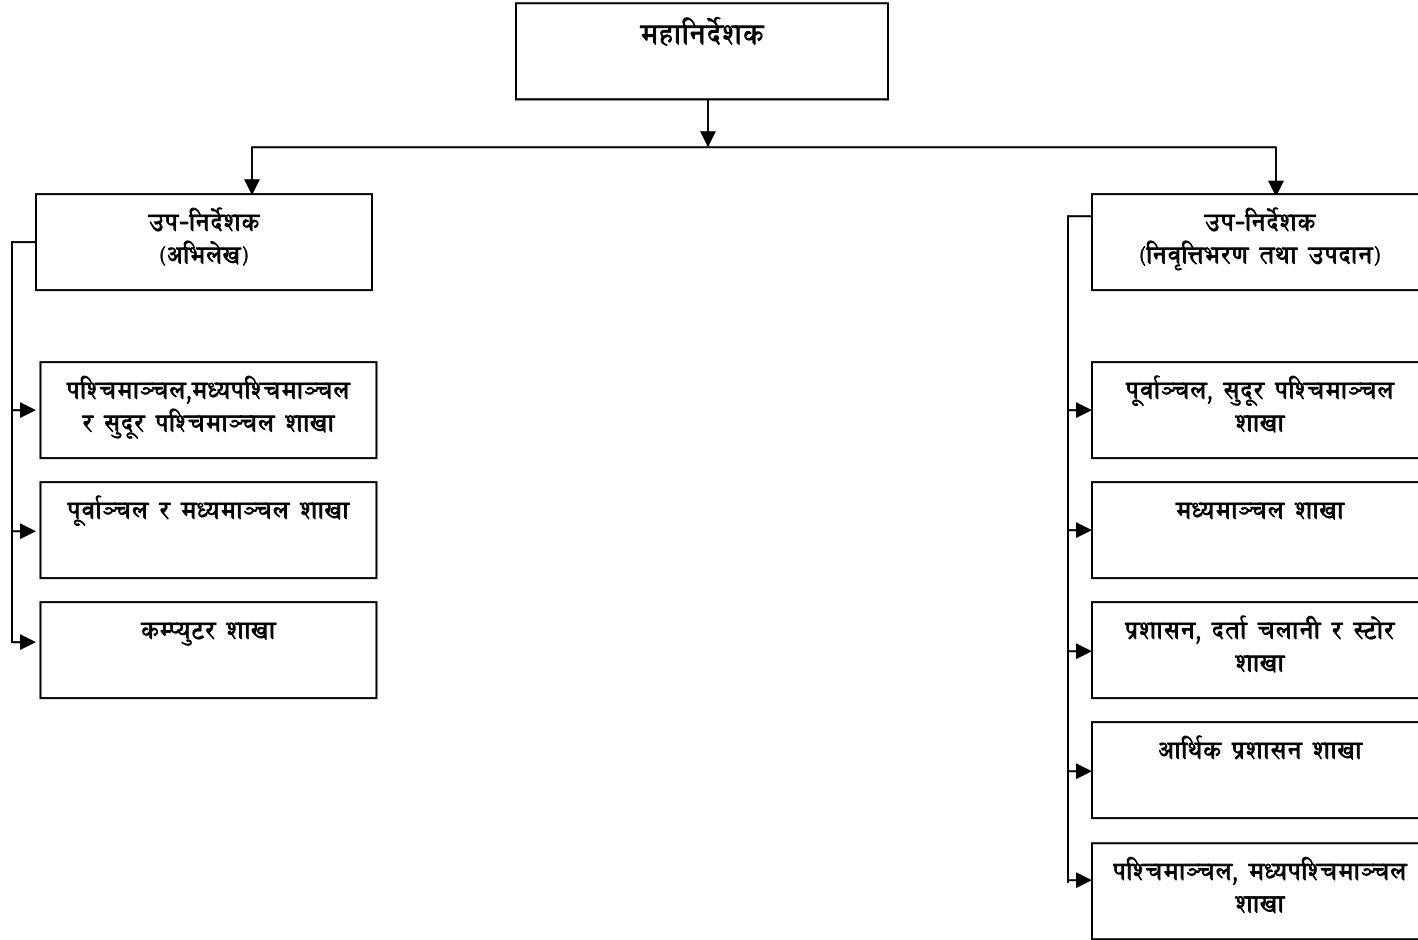 महानिर्देशक
उप-निर्देशक
(अभिलेख)
पश्चिमाञ्चल,मध्यपश्चिमाञ्चल
र सुदूर पश्चिमाञ्चल शाखा
पूर्वाञ्चल र मध्यमाञ्चल शाखा
कम्प्युटर शाखा
उप-निर्देशक
(निवृत्तिभरण तथा उपदान)
पूर्वाञ्चल, सुदूर पश्चिमाञ्चल
शाखा
मध्यमाञ्चल शाखा
प्रशासन, दर्ता चलानी र स्टोर
शाखा
आर्थिक प्रशासन शाखा
पश्चिमाञ्चल, मध्यपश्चिमाञ्चल
शाखा